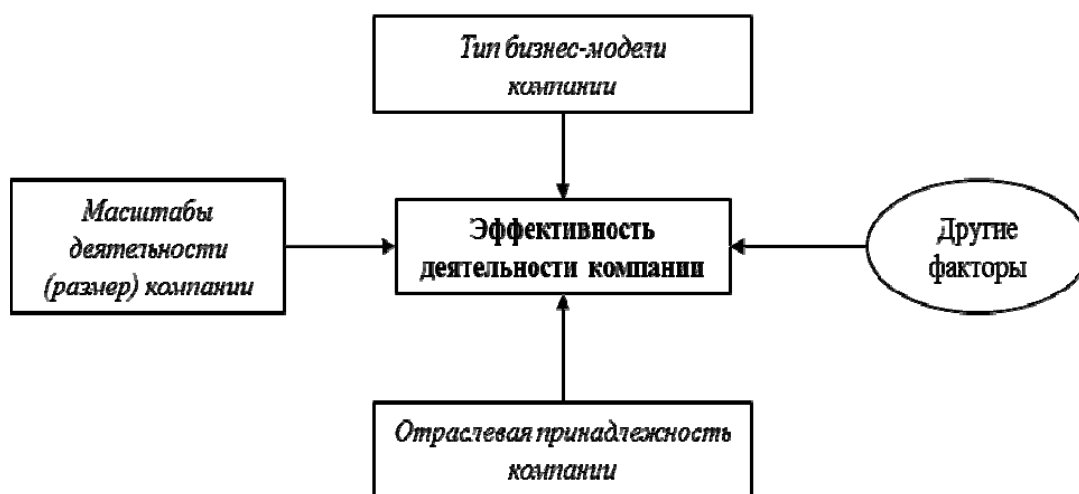 Тип бизнес-модели
компании
Масштабы
деятельности
(размер) компании
Эффективность
деятельности компании
Другие
факторы
Отраслевая принадлежность
компании